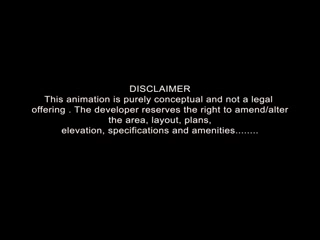 DISCLAIMER
This animation is purely conceptual and not a legal
offering . The developer reserves the right to amend/alter
the area, layout, plans,
elevation, specifications and amenities........